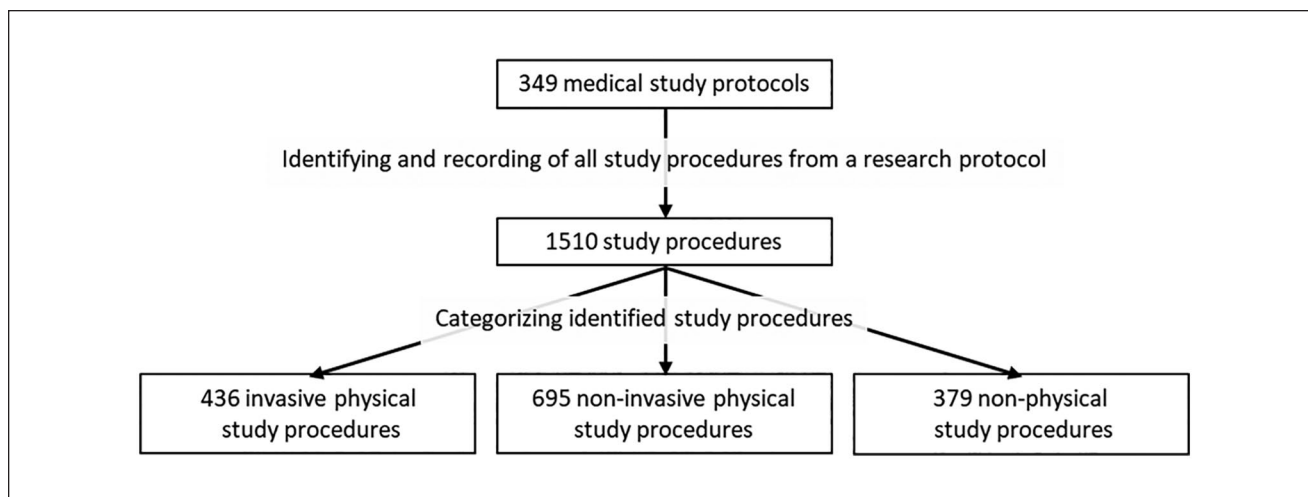 349 medical study protocols
Identifying and recording of all study procedures from a research protocol
1510 study procedures
Categorizing identified study procedures
436 invasive physical
study procedures
695 non-invasive physical
study procedures
379 non-physical
study procedures